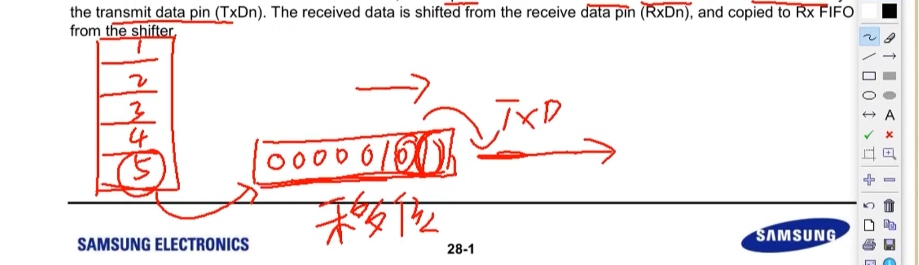 the transmit data pin (TxDn). The received data is shifted from the receive data pin (RxDn), and copied to Rx FIFO
from the shifter.
1
2
3
4
5
TxD
00000101
移位
SAMSUNG ELECTRONICS
28-1
SAMSUNG
A